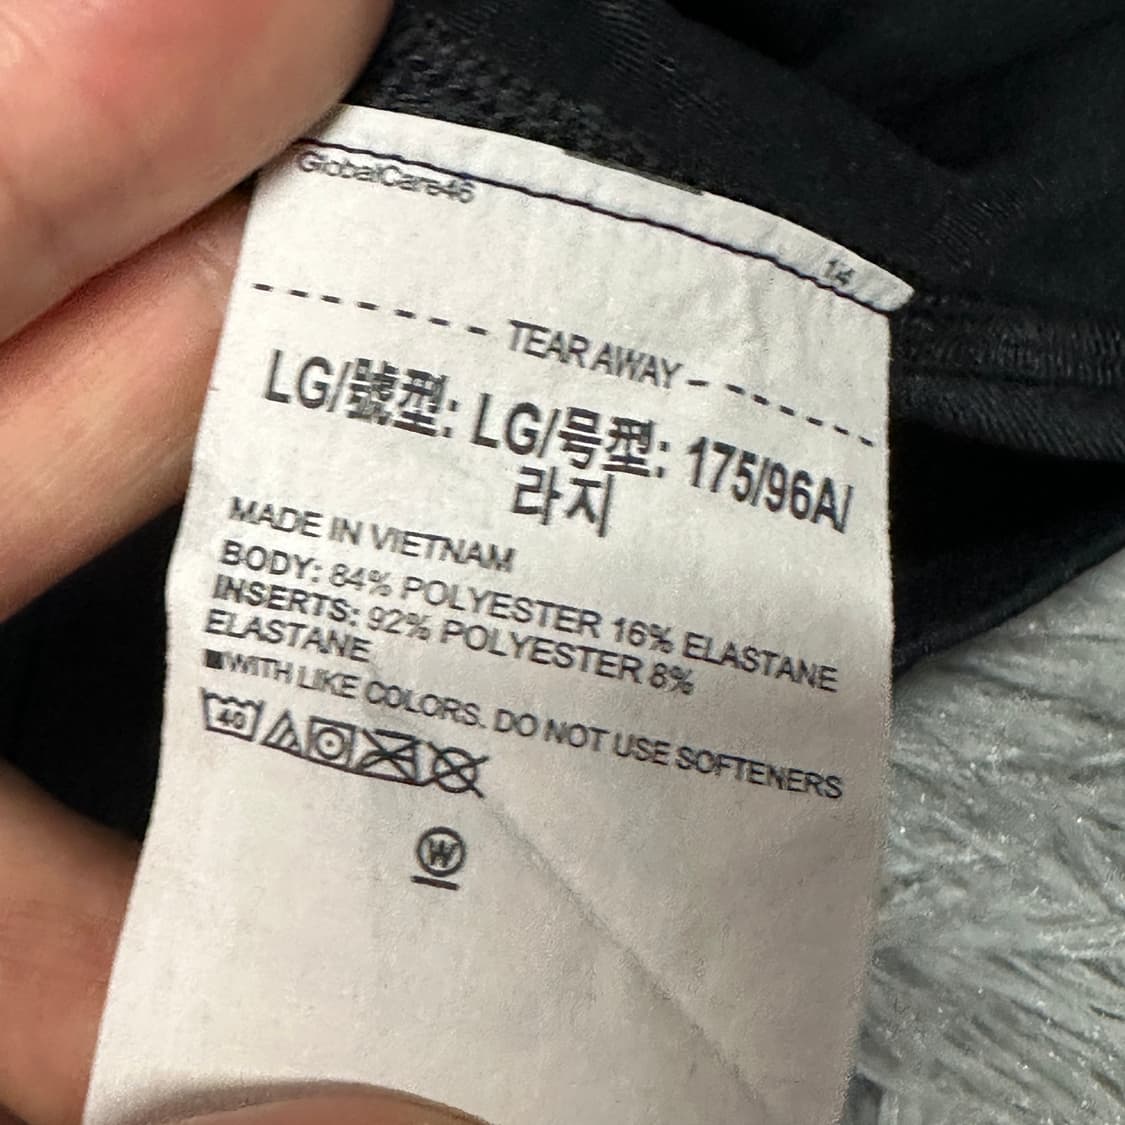 GlobalCare46
14
TEAR AWAY
LG/號型: LG/号型: 175/96A/
라지
MADE IN VIETNAM
BODY: 84% POLYESTER 16% ELASTANE
INSERTS: 92% POLYESTER 8%
ELASTANE
■WITH LIKE COLORS. DO NOT USE SOFTENERS
40
W